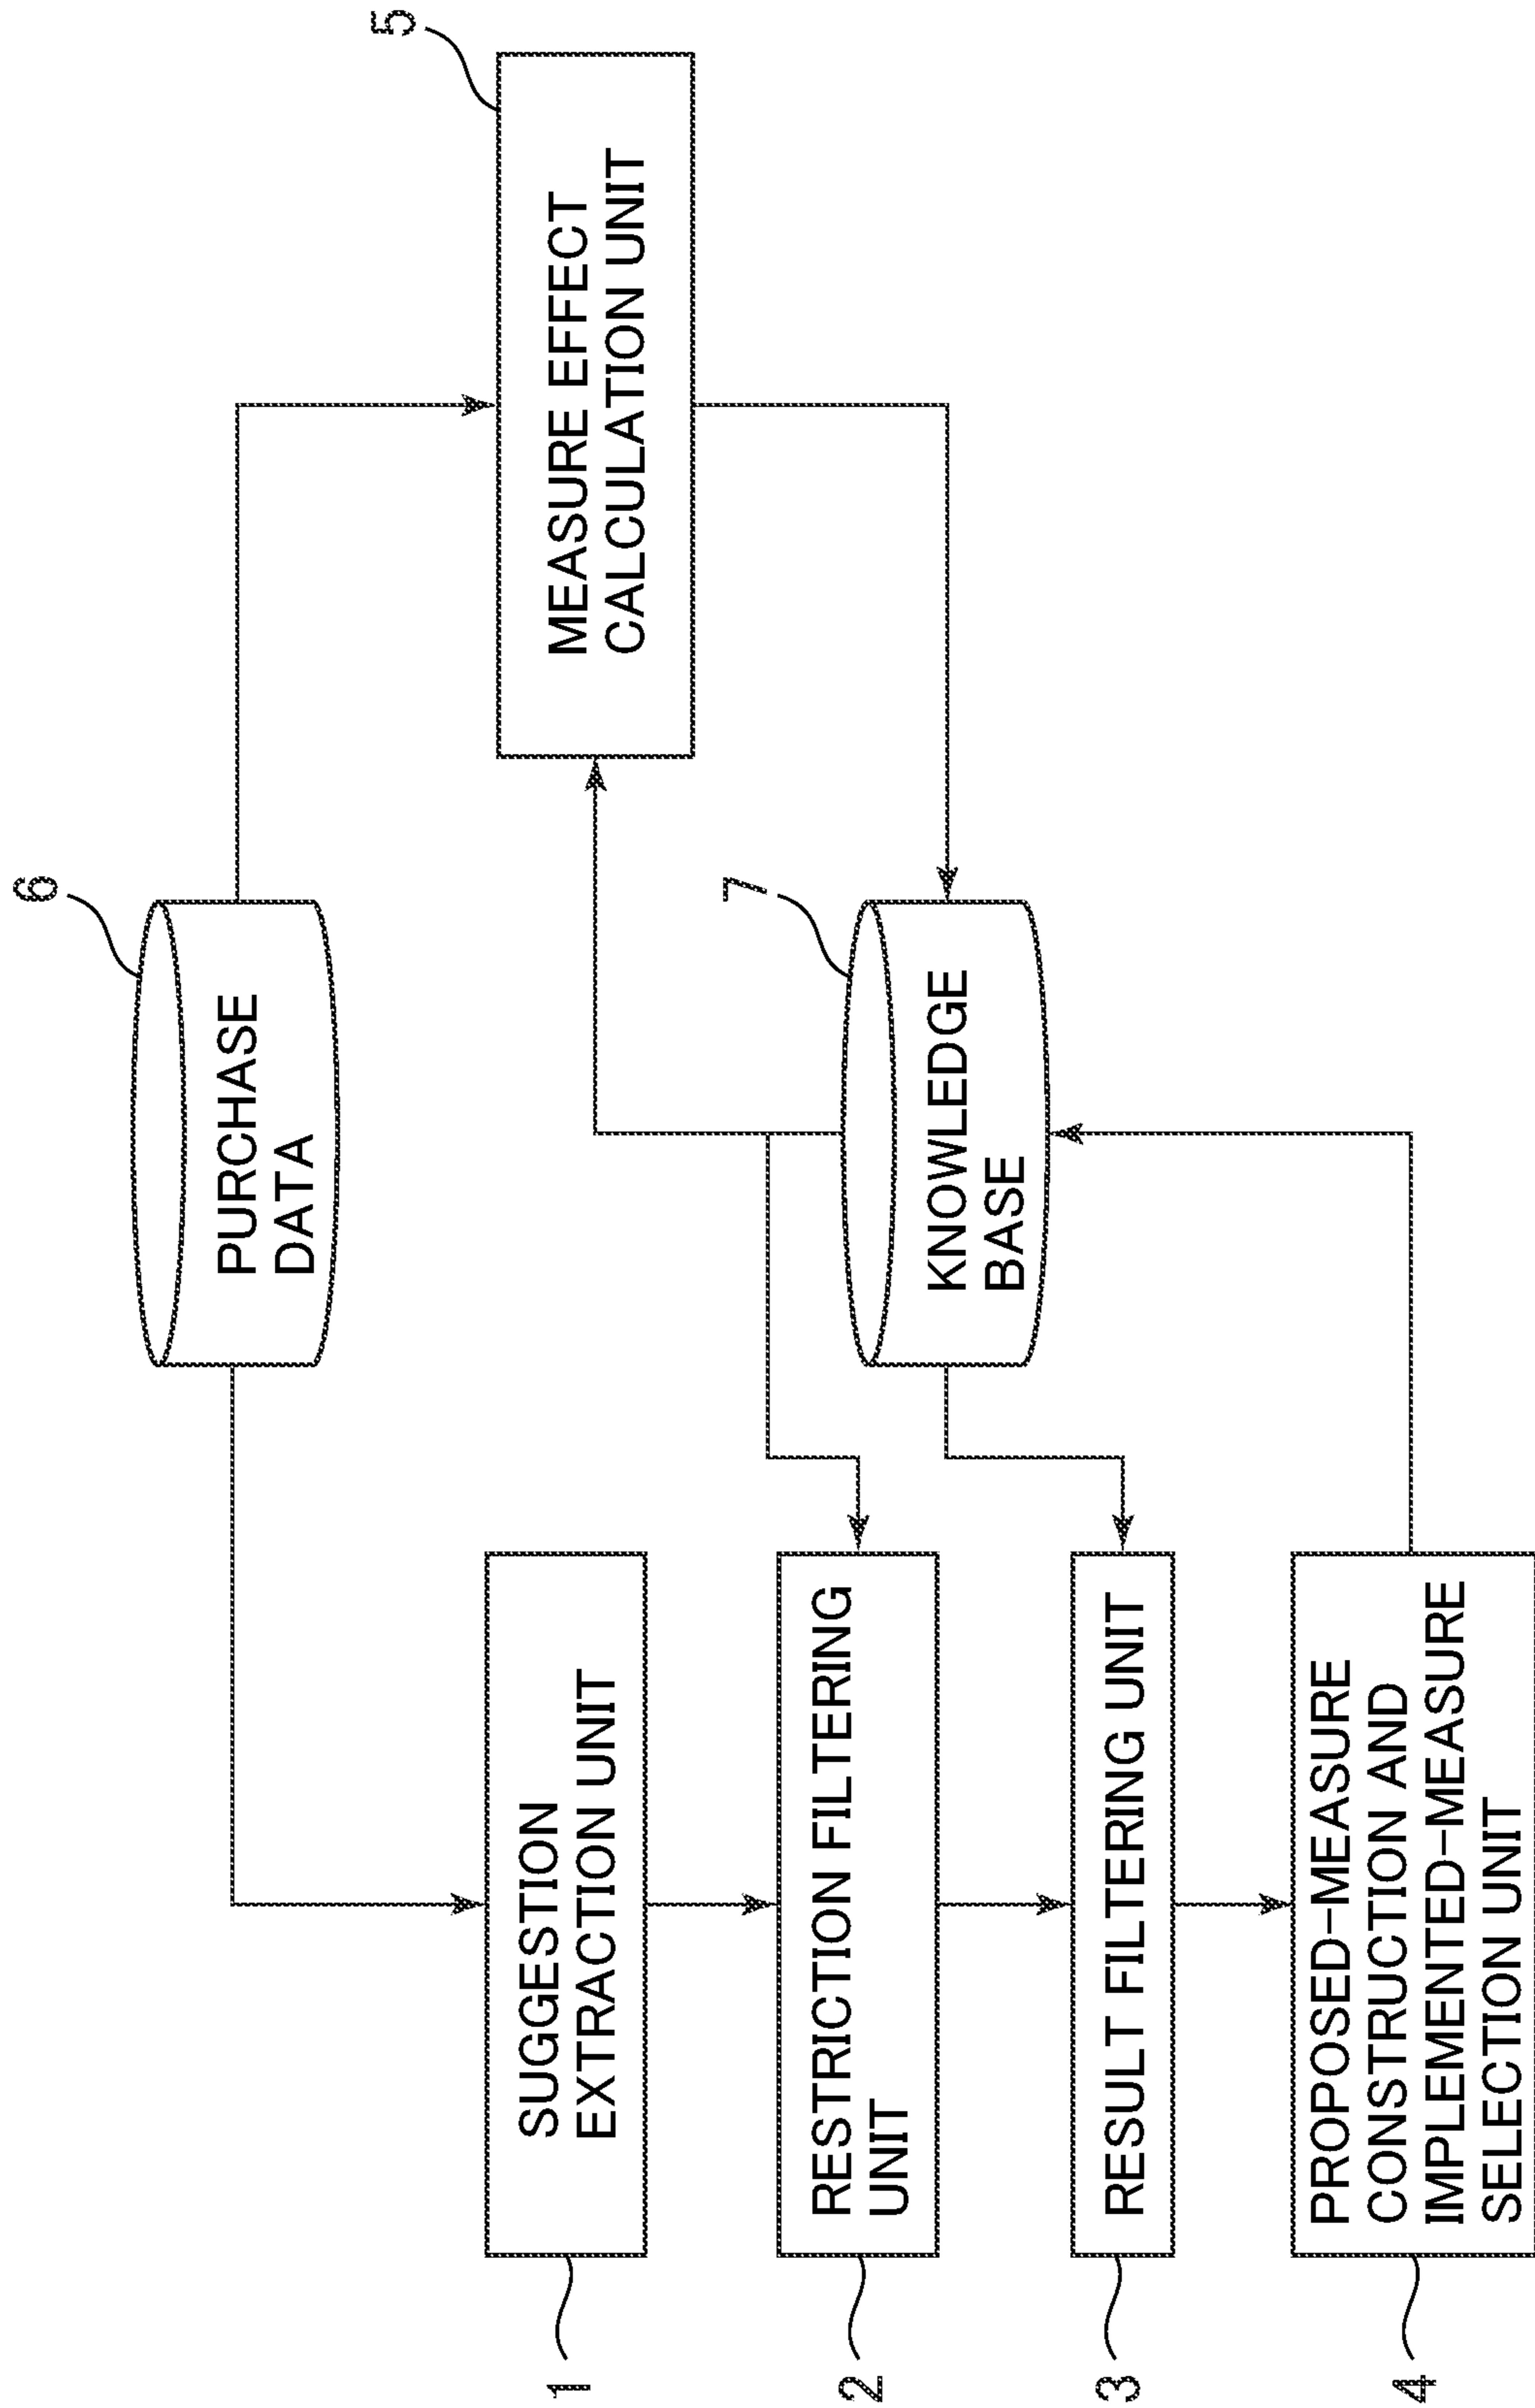 6
PURCHASE
DATA
5
MEASURE EFFECT
CALCULATION UNIT
7
KNOWLEDGE
BASE
1
SUGGESTION
EXTRACTION UNIT
2
RESTRICTION FILTERING
UNIT
3
RESULT FILTERING UNIT
4
PROPOSED-MEASURE
CONSTRUCTION AND
IMPLEMENTED-MEASURE
SELECTION UNIT